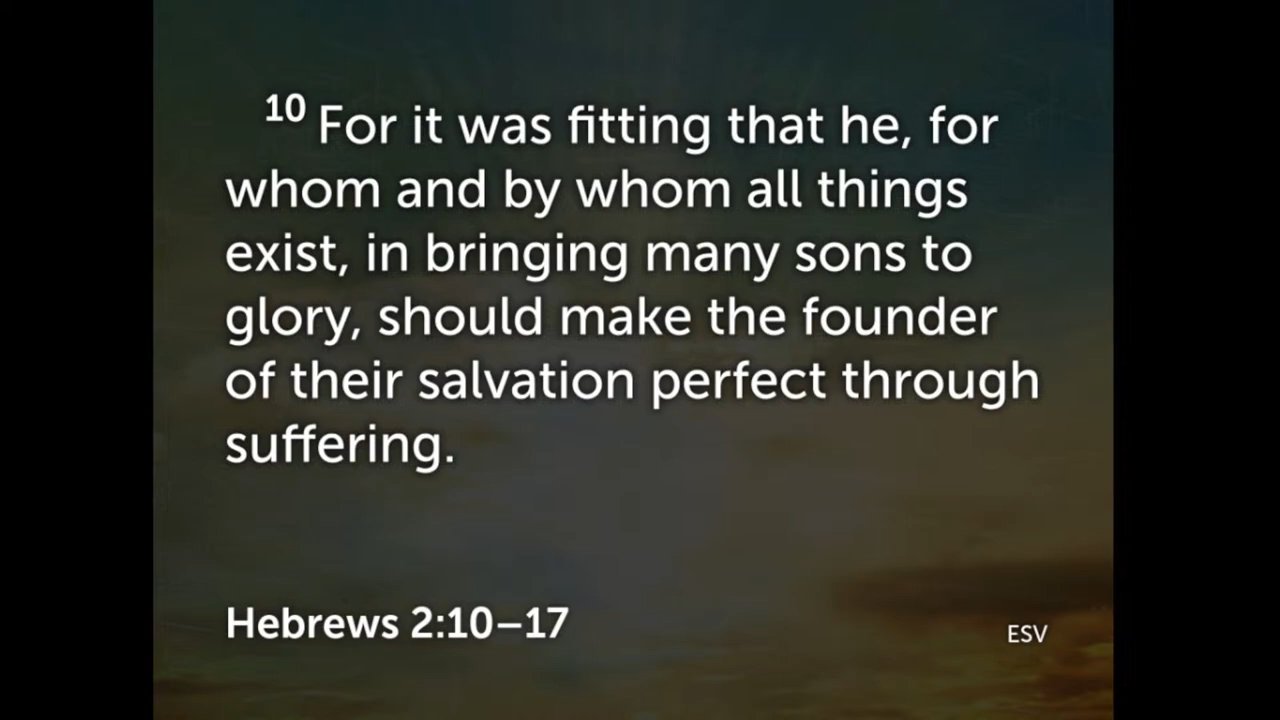 10 For it was fitting that he, for
whom and by whom all things
exist, in bringing many sons to
glory, should make the founder
of their salvation perfect through
suffering.
Hebrews 2:10–17
ESV